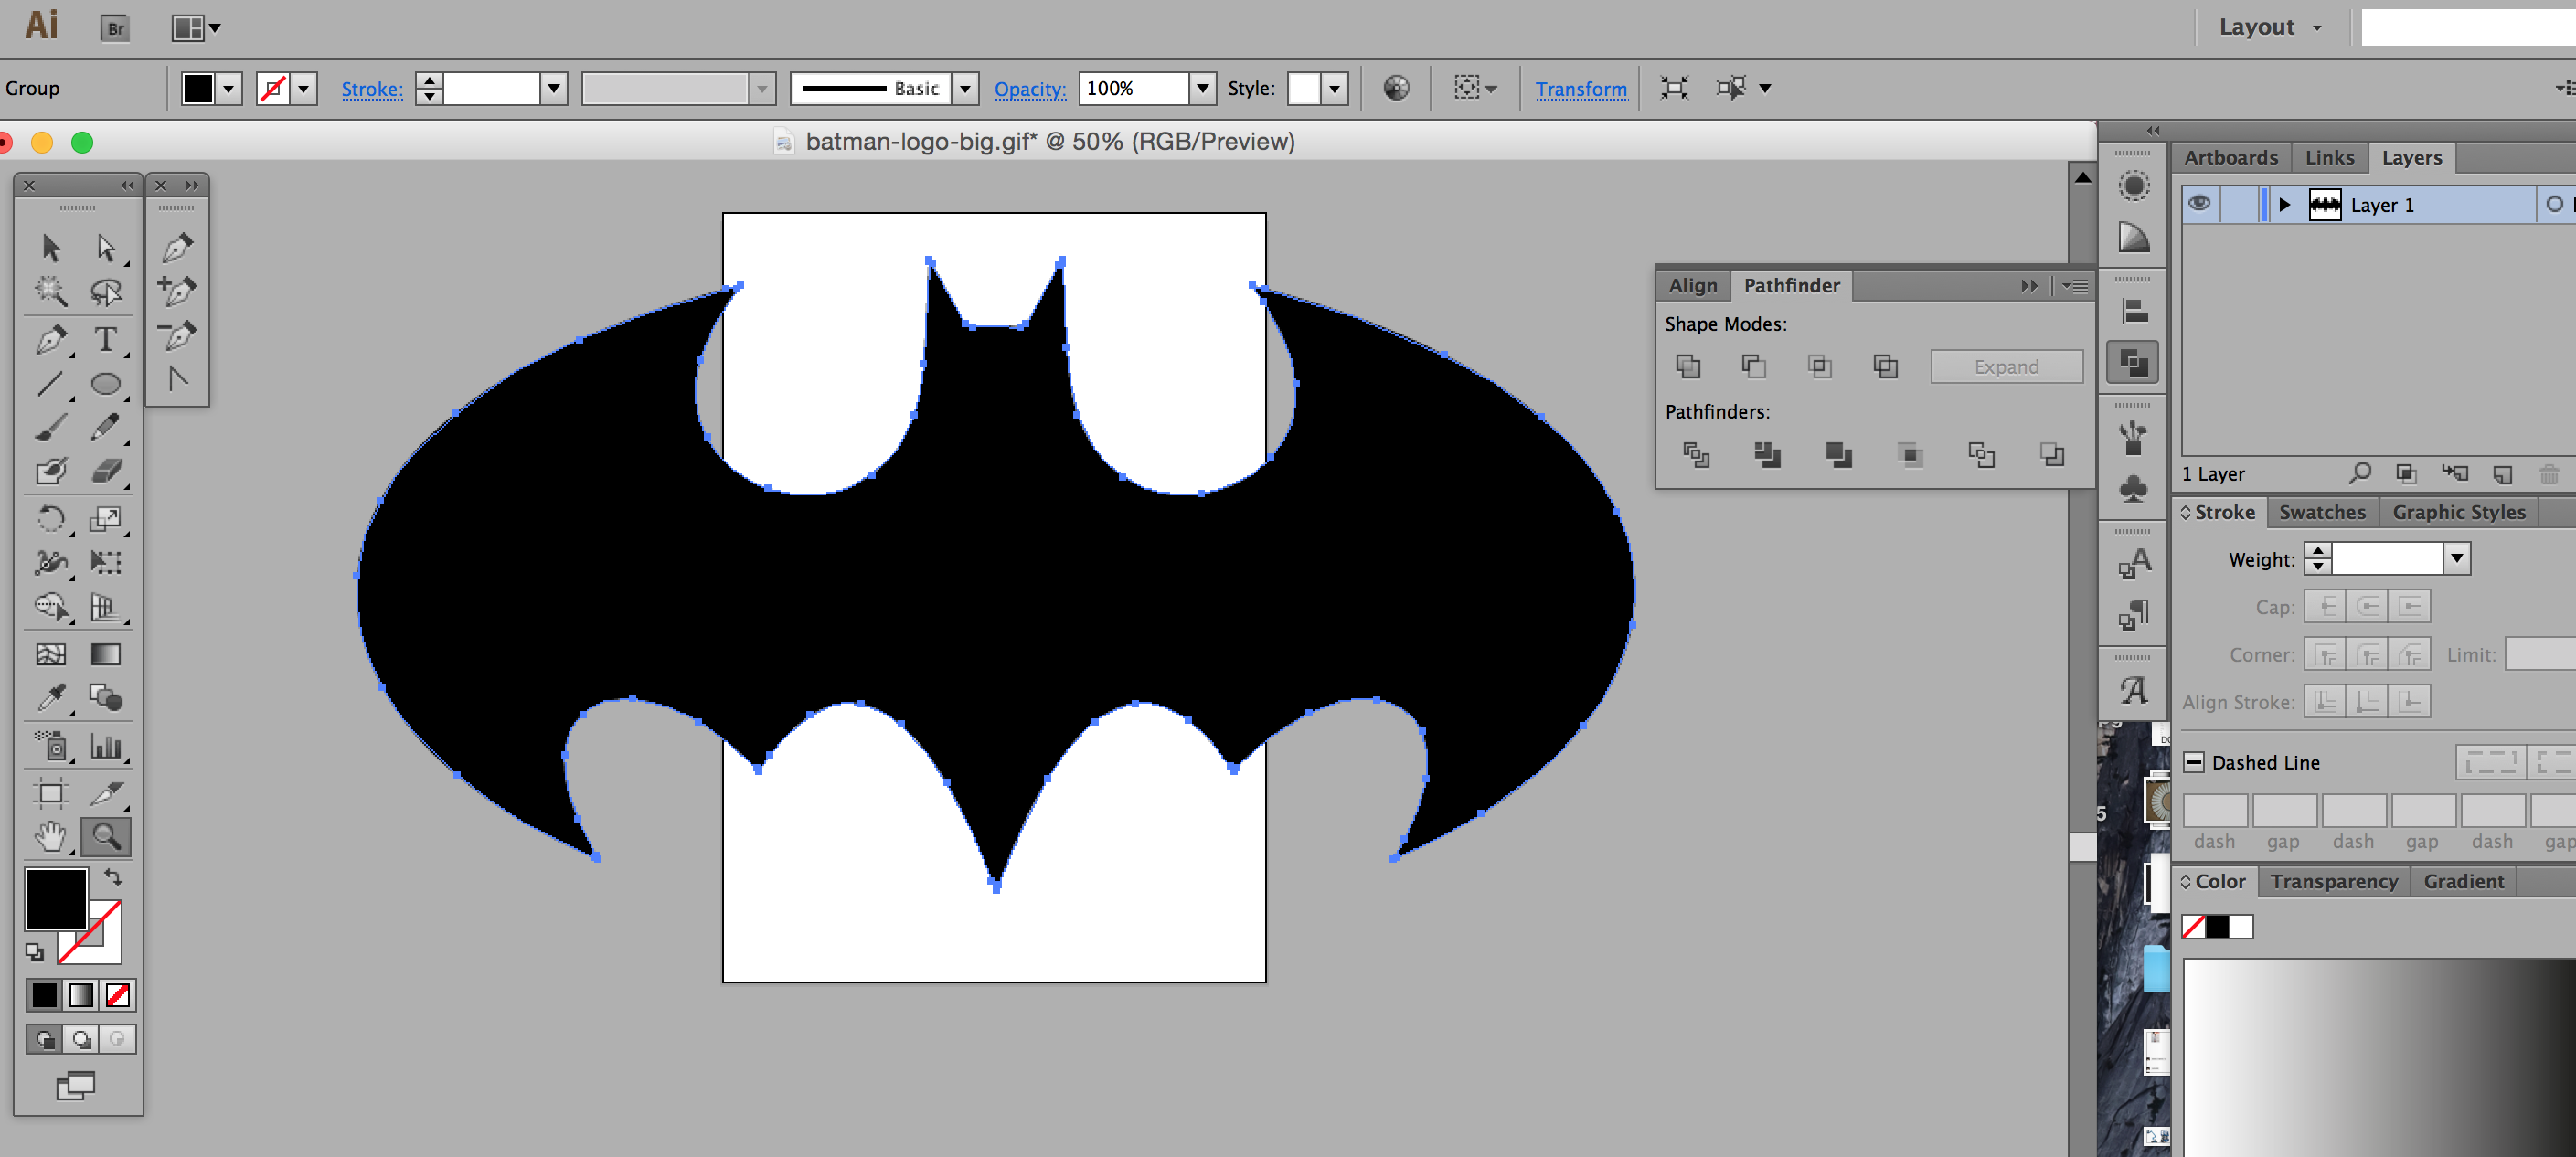 Ai Br Layout
Group Stroke: Basic Opacity: 100% Style: Transform
batman-logo-big.gif* @ 50% (RGB/Preview)
Artboards Links Layers
Layer 1
Align Pathfinder
Shape Modes:
Expand
Pathfinders:
1 Layer
Stroke Swatches Graphic Styles
Weight:
Cap:
Corner: Limit:
Align Stroke:
Dashed Line
dash gap dash gap dash gap
Color Transparency Gradient